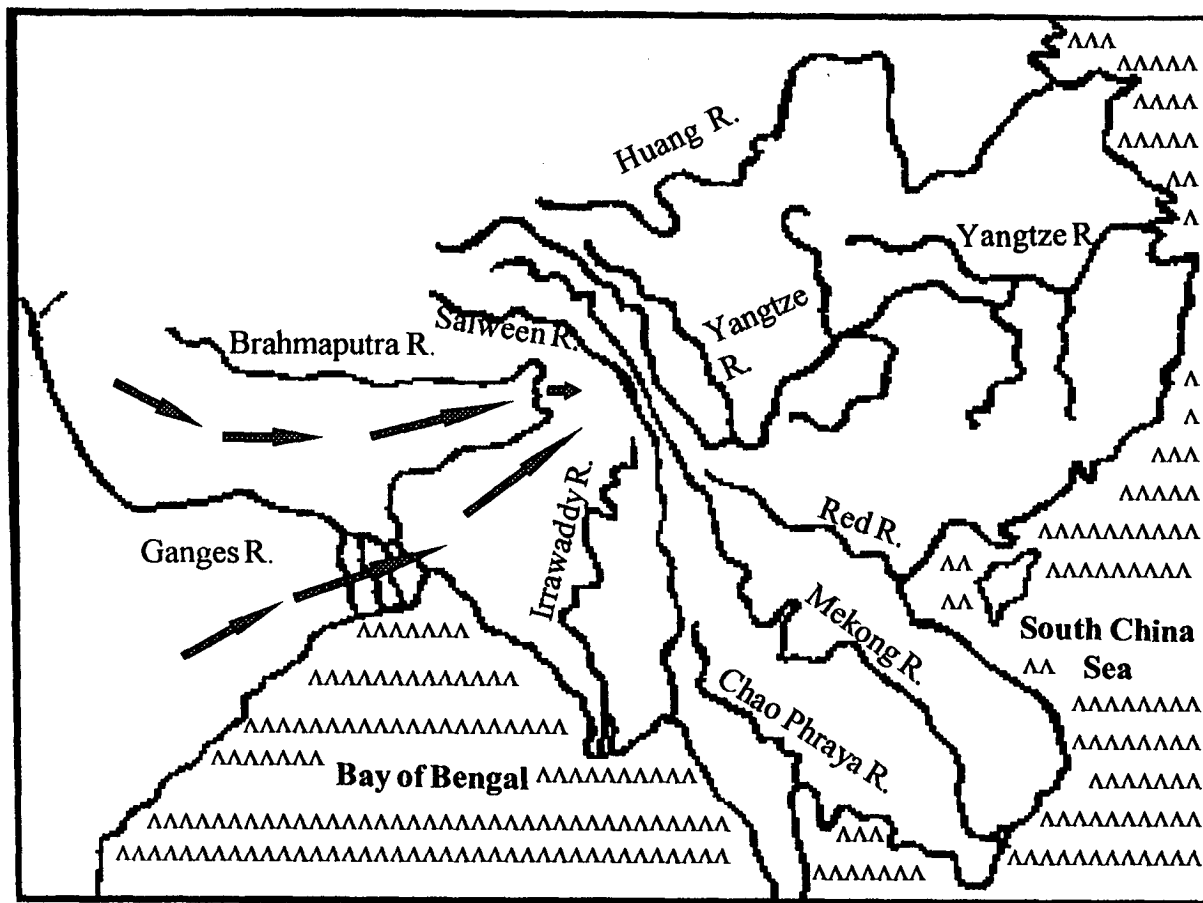 Huang R.
Yangtze R.
Salween R.
Yangtze
R.
Brahmaputra R.
Irrawaddy R.
Red R.
Ganges R.
Mekong R.
South China
Sea
Chao Phraya R.
Bay of Bengal